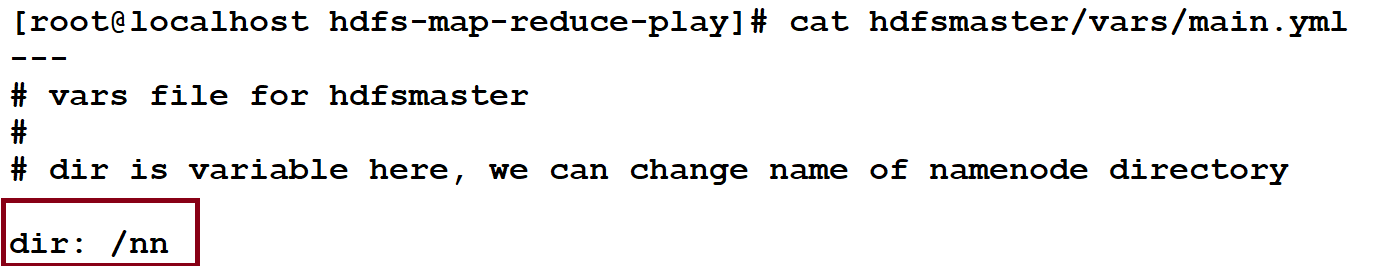 [root@localhost hdfs-map-reduce-play]# cat hdfsmaster/vars/main.yml
---
# vars file for hdfsmaster
#
# dir is variable here, we can change name of namenode directory
dir: /nn